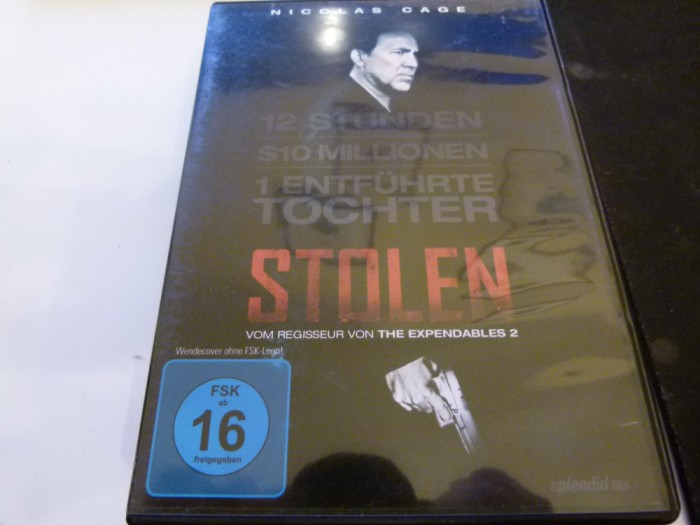 NICOLAS CAGE
12 STUNDEN
$10 MILLIONEN
1 ENTFÜHRTE
TOCHTER
STOLEN
VOM REGISSEUR VON THE EXPENDABLES 2
Wendecover ohne FSK-Logo!
FSK
ab
16
freigegeben
splendid film